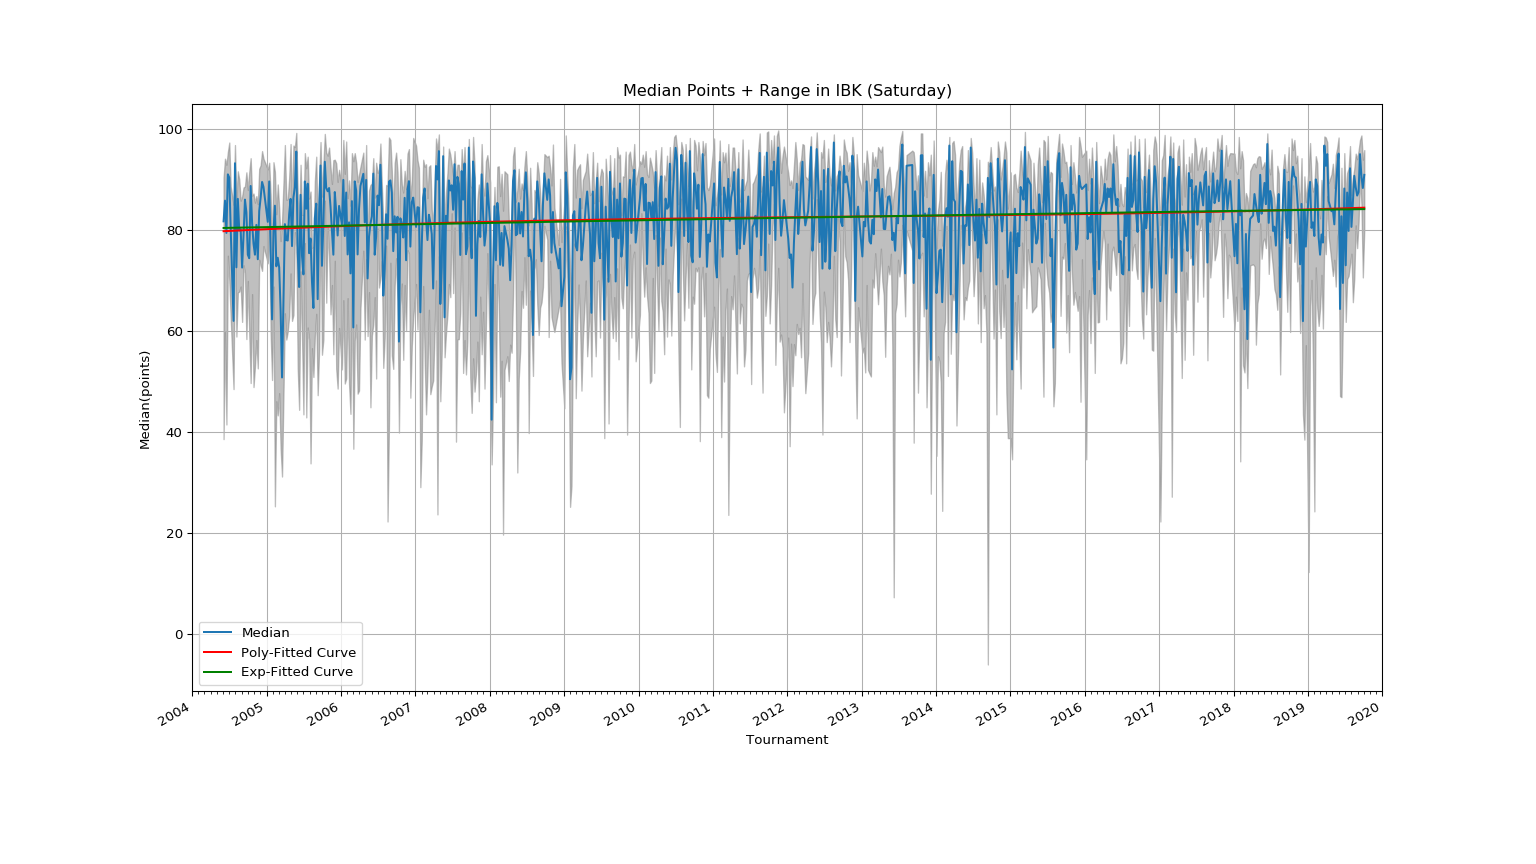 Median Points + Range in IBK (Saturday)
Median(points)
100
80
60
40
20
0
Median
Poly-Fitted Curve
Exp-Fitted Curve
2004 2005 2006 2007 2008 2009 2010 2011 2012 2013 2014 2015 2016 2017 2018 2019 2020
Tournament